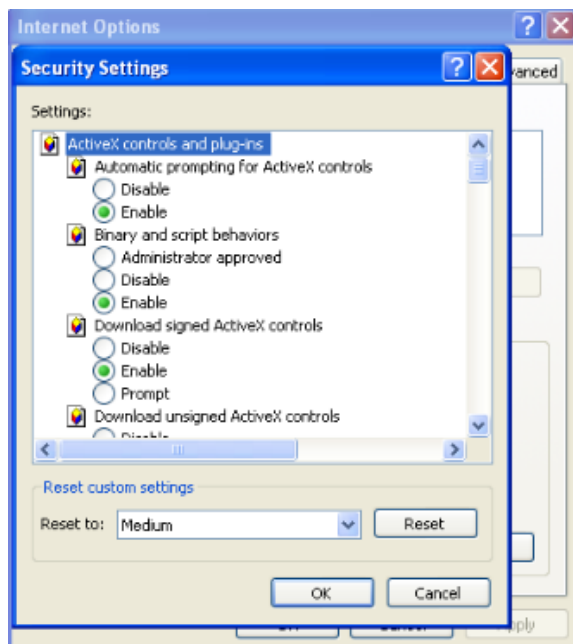 Internet Options
Security Settings
vanced
Settings:
ActiveX controls and plug-ins
Automatic prompting for ActiveX controls
Disable
Enable
Binary and script behaviors
Administrator approved
Disable
Enable
Download signed ActiveX controls
Disable
Enable
Prompt
Download unsigned ActiveX controls
Disable
Reset custom settings
Reset to:
Medium
Reset
OK
Cancel